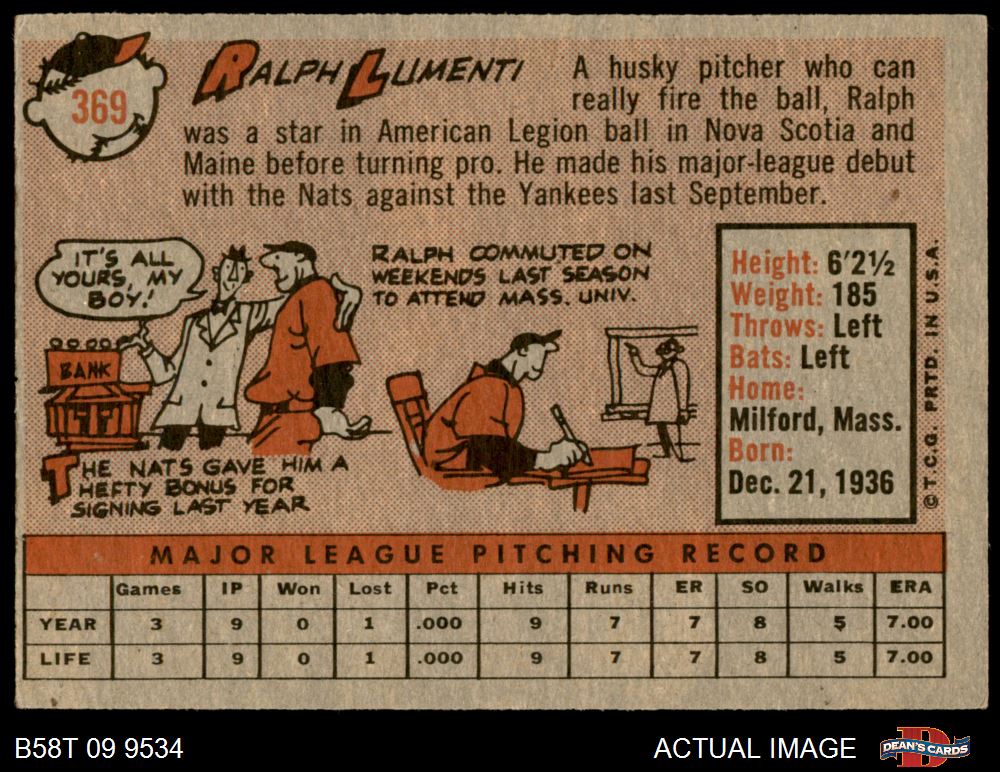 369
RALPH LUMENTI
A husky pitcher who can
really fire the ball, Ralph
was a star in American Legion ball in Nova Scotia and
Maine before turning pro. He made his major-league debut
with the Nats against the Yankees last September.
IT'S ALL
YOURS, MY
BOY!
BANK
THE NATS GAVE HIM A
HEFTY BONUS FOR
SIGNING LAST YEAR
RALPH COMMUTED ON
WEEKENDS LAST SEASON
TO ATTEND MASS. UNIV.
Height: 6'2½
Weight: 185
Throws: Left
Bats: Left
Home:
Milford, Mass.
Born:
Dec. 21, 1936
© T.C.G. PRTD. IN U.S.A.
MAJOR LEAGUE PITCHING RECORD
Games IP Won Lost Pct Hits Runs ER SO Walks ERA
YEAR 3 9 0 1 .000 9 7 7 8 5 7.00
LIFE 3 9 0 1 .000 9 7 7 8 5 7.00
B58T 09 9534
ACTUAL IMAGE
DEAN'S CARDS